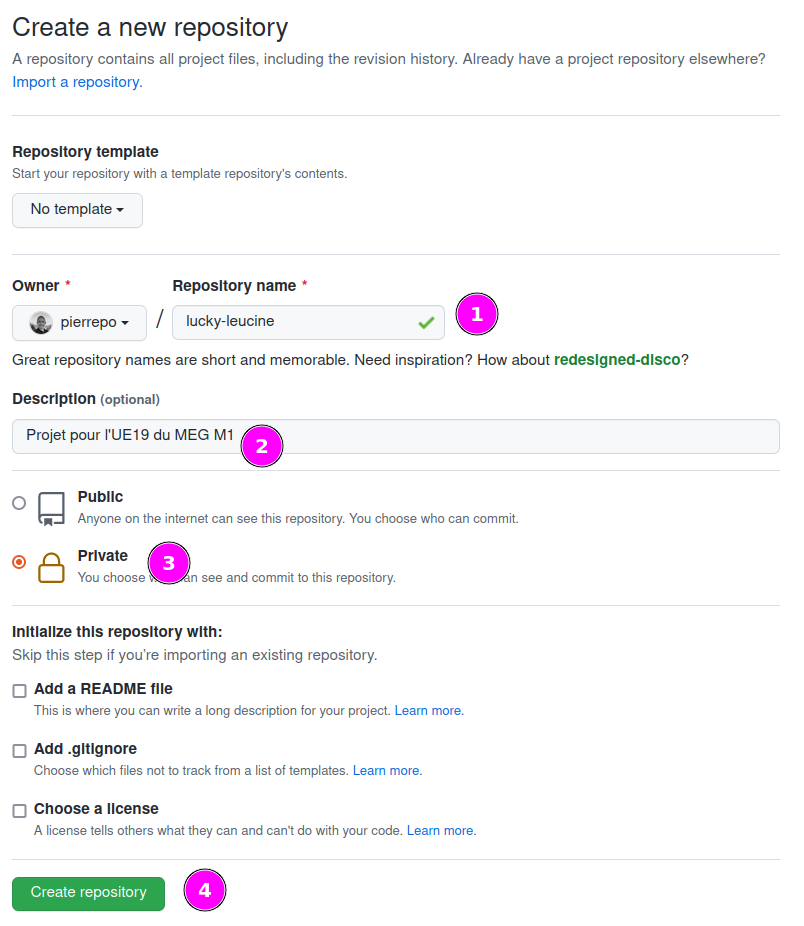 Create a new repository
A repository contains all project files, including the revision history. Already have a project repository elsewhere?
Import a repository.
Repository template
Start your repository with a template repository's contents.
No template
Owner * Repository name *
pierrepo / lucky-leucine 1
Great repository names are short and memorable. Need inspiration? How about redesigned-disco?
Description (optional)
Projet pour l'UE19 du MEG M1 2
Public
Anyone on the internet can see this repository. You choose who can commit.
Private 3
You choose can see and commit to this repository.
Initialize this repository with:
Skip this step if you're importing an existing repository.
Add a README file
This is where you can write a long description for your project. Learn more.
Add .gitignore
Choose which files not to track from a list of templates. Learn more.
Choose a license
A license tells others what they can and can't do with your code. Learn more.
Create repository 4